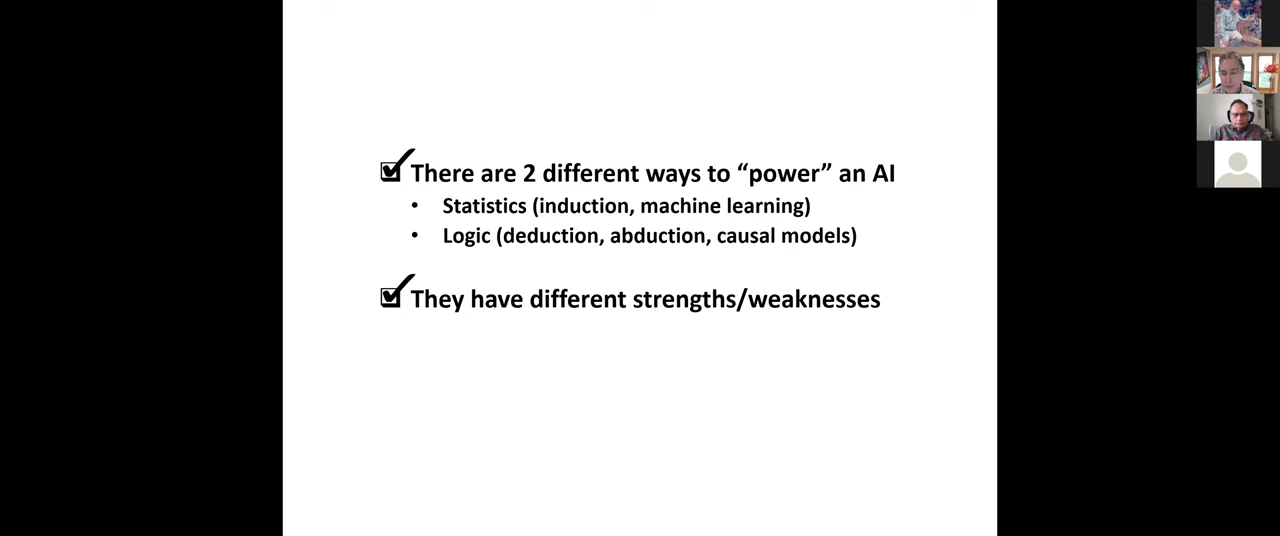 There are 2 different ways to “power” an AI
• Statistics (induction, machine learning)
• Logic (deduction, abduction, causal models)
They have different strengths/weaknesses